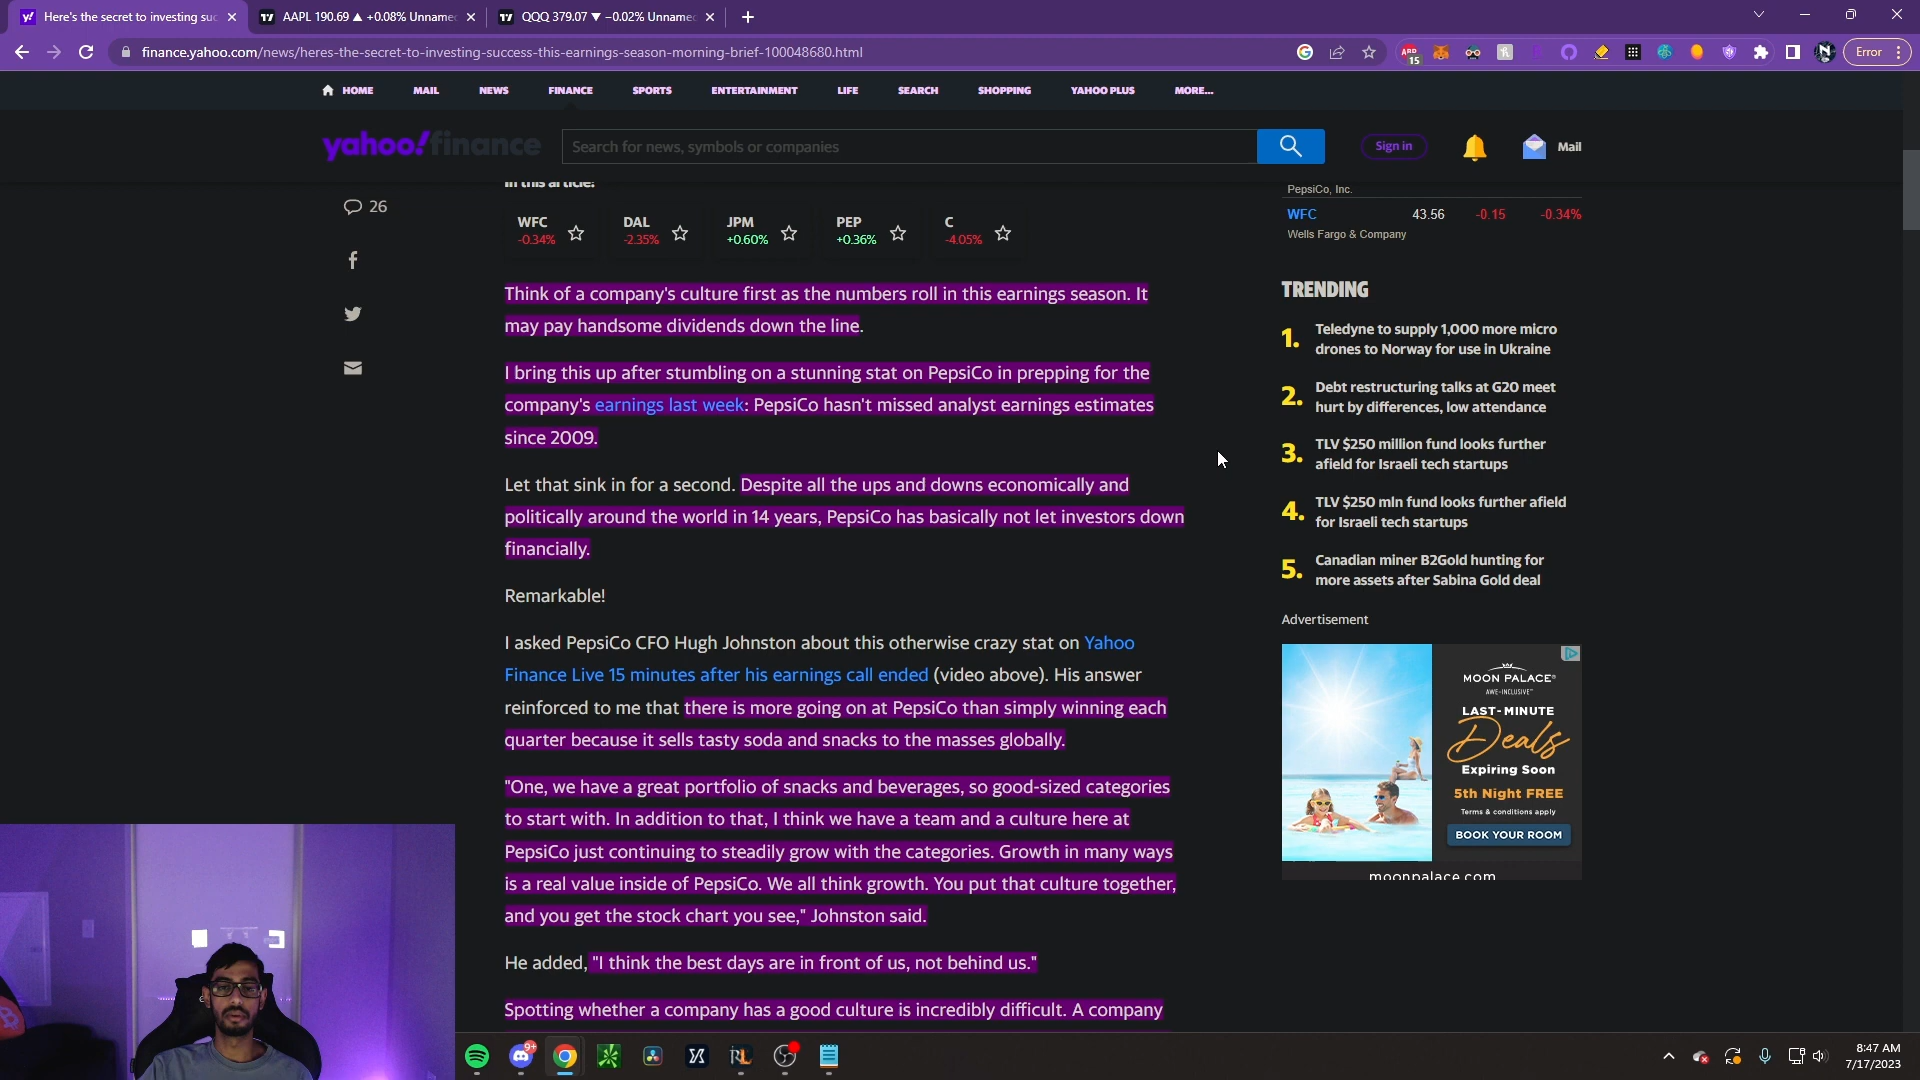 Here's the secret to investing suc
AAPL 190.69 ▲ +0.08% Unname
QQQ 379.07 ▼ −0.02% Unname
finance.yahoo.com/news/heres-the-secret-to-investing-success-this-earnings-season-morning-brief-100048680.html
15
Error
HOME MAIL NEWS FINANCE SPORTS ENTERTAINMENT LIFE SEARCH SHOPPING YAHOO PLUS MORE...
yahoo!finance
Search for news, symbols or companies
Sign in
Mail
In this article:
26
WFC DAL JPM PEP C
-0.34% -2.35% +0.60% +0.36% -4.05%
Think of a company's culture first as the numbers roll in this earnings season. It
may pay handsome dividends down the line.
I bring this up after stumbling on a stunning stat on PepsiCo in prepping for the
company's earnings last week: PepsiCo hasn't missed analyst earnings estimates
since 2009.
Let that sink in for a second. Despite all the ups and downs economically and
politically around the world in 14 years, PepsiCo has basically not let investors down
financially.
Remarkable!
I asked PepsiCo CFO Hugh Johnston about this otherwise crazy stat on Yahoo
Finance Live 15 minutes after his earnings call ended (video above). His answer
reinforced to me that there is more going on at PepsiCo than simply winning each
quarter because it sells tasty soda and snacks to the masses globally.
"One, we have a great portfolio of snacks and beverages, so good-sized categories
to start with. In addition to that, I think we have a team and a culture here at
PepsiCo just continuing to steadily grow with the categories. Growth in many ways
is a real value inside of PepsiCo. We all think growth. You put that culture together,
and you get the stock chart you see," Johnston said.
He added, "I think the best days are in front of us, not behind us."
Spotting whether a company has a good culture is incredibly difficult. A company
PepsiCo, Inc.
WFC 43.56 -0.15 -0.34%
Wells Fargo & Company
TRENDING
1. Teledyne to supply 1,000 more micro
drones to Norway for use in Ukraine
2. Debt restructuring talks at G20 meet
hurt by differences, low attendance
3. TLV $250 million fund looks further
afield for Israeli tech startups
4. TLV $250 mln fund looks further afield
for Israeli tech startups
5. Canadian miner B2Gold hunting for
more assets after Sabina Gold deal
Advertisement
MOON PALACE®
AWE-INCLUSIVE™
LAST-MINUTE
Deals
Expiring Soon
5th Night FREE
Terms & conditions apply
BOOK YOUR ROOM
moonpalace.com
9+
8:47 AM
7/17/2023